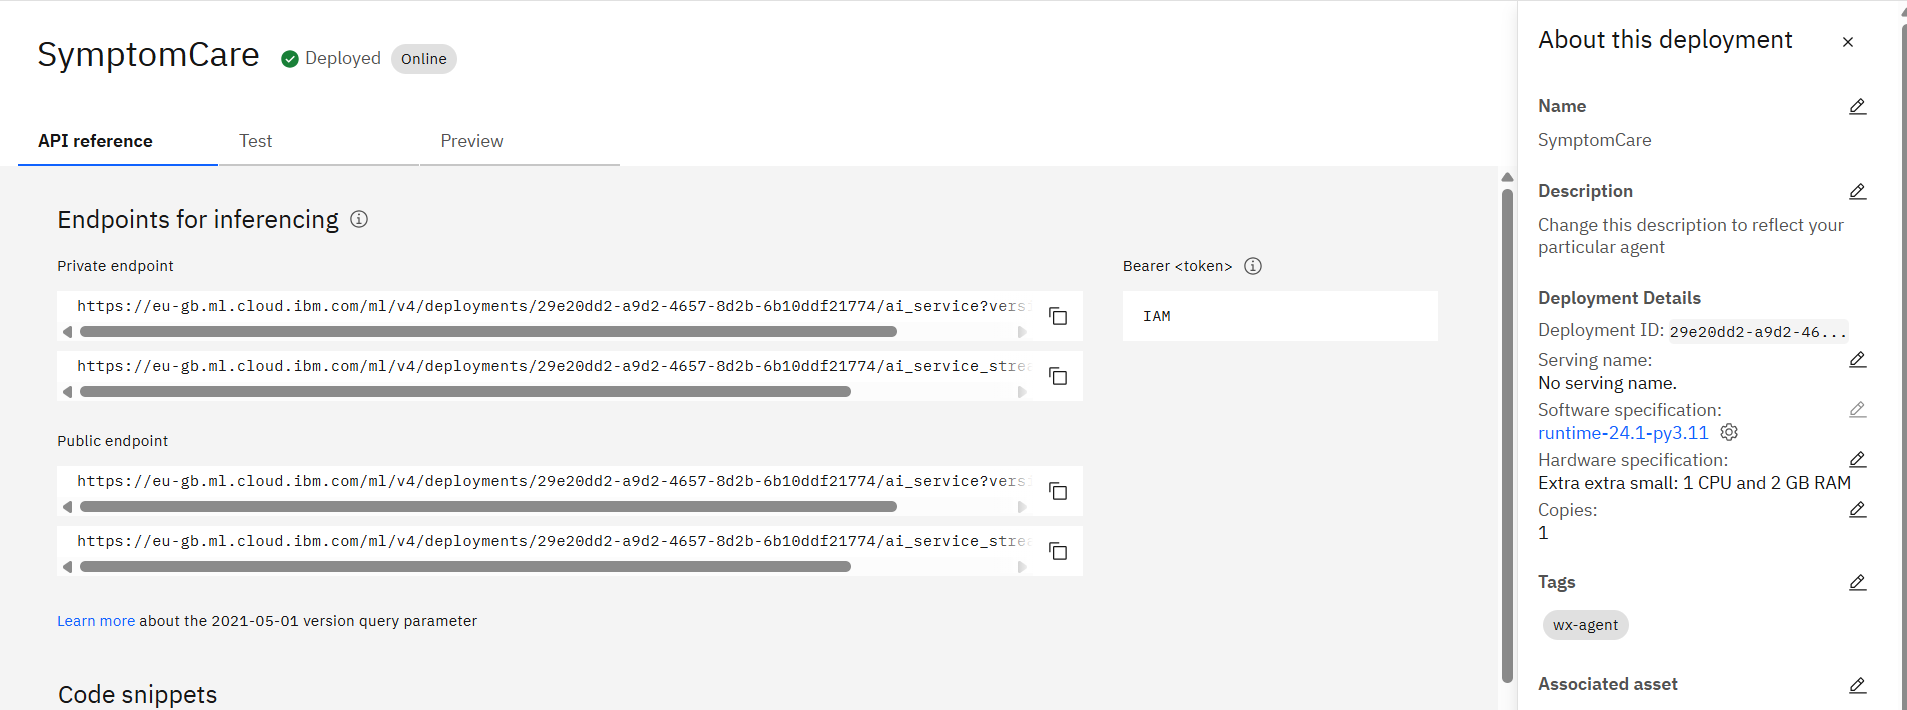 SymptomCare
Deployed
Online
API reference
Test
Preview
Endpoints for inferencing
Private endpoint
https://eu-gb.ml.cloud.ibm.com/ml/v4/deployments/29e20dd2-a9d2-4657-8d2b-6b10ddf21774/ai_service?versi
https://eu-gb.ml.cloud.ibm.com/ml/v4/deployments/29e20dd2-a9d2-4657-8d2b-6b10ddf21774/ai_service_strea
Bearer <token>
IAM
Public endpoint
https://eu-gb.ml.cloud.ibm.com/ml/v4/deployments/29e20dd2-a9d2-4657-8d2b-6b10ddf21774/ai_service?versi
https://eu-gb.ml.cloud.ibm.com/ml/v4/deployments/29e20dd2-a9d2-4657-8d2b-6b10ddf21774/ai_service_strea
Learn more about the 2021-05-01 version query parameter
Code snippets
About this deployment
Name
SymptomCare
Description
Change this description to reflect your
particular agent
Deployment Details
Deployment ID: 29e20dd2-a9d2-46...
Serving name:
No serving name.
Software specification:
runtime-24.1-py3.11
Hardware specification:
Extra extra small: 1 CPU and 2 GB RAM
Copies:
1
Tags
wx-agent
Associated asset